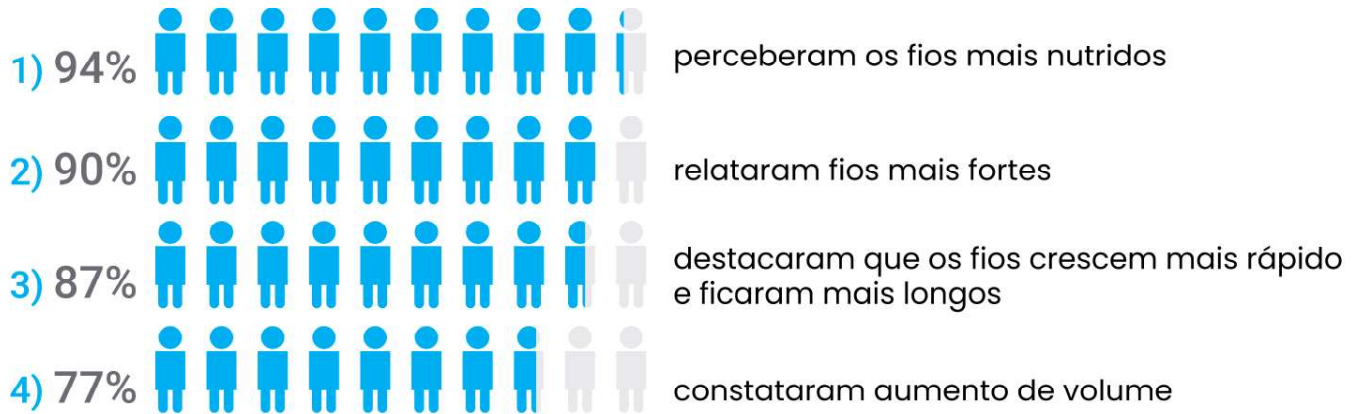 1) 94% perceberam os fios mais nutridos
2) 90% relataram fios mais fortes
3) 87% destacaram que os fios crescem mais rápido
e ficaram mais longos
4) 77% constataram aumento de volume